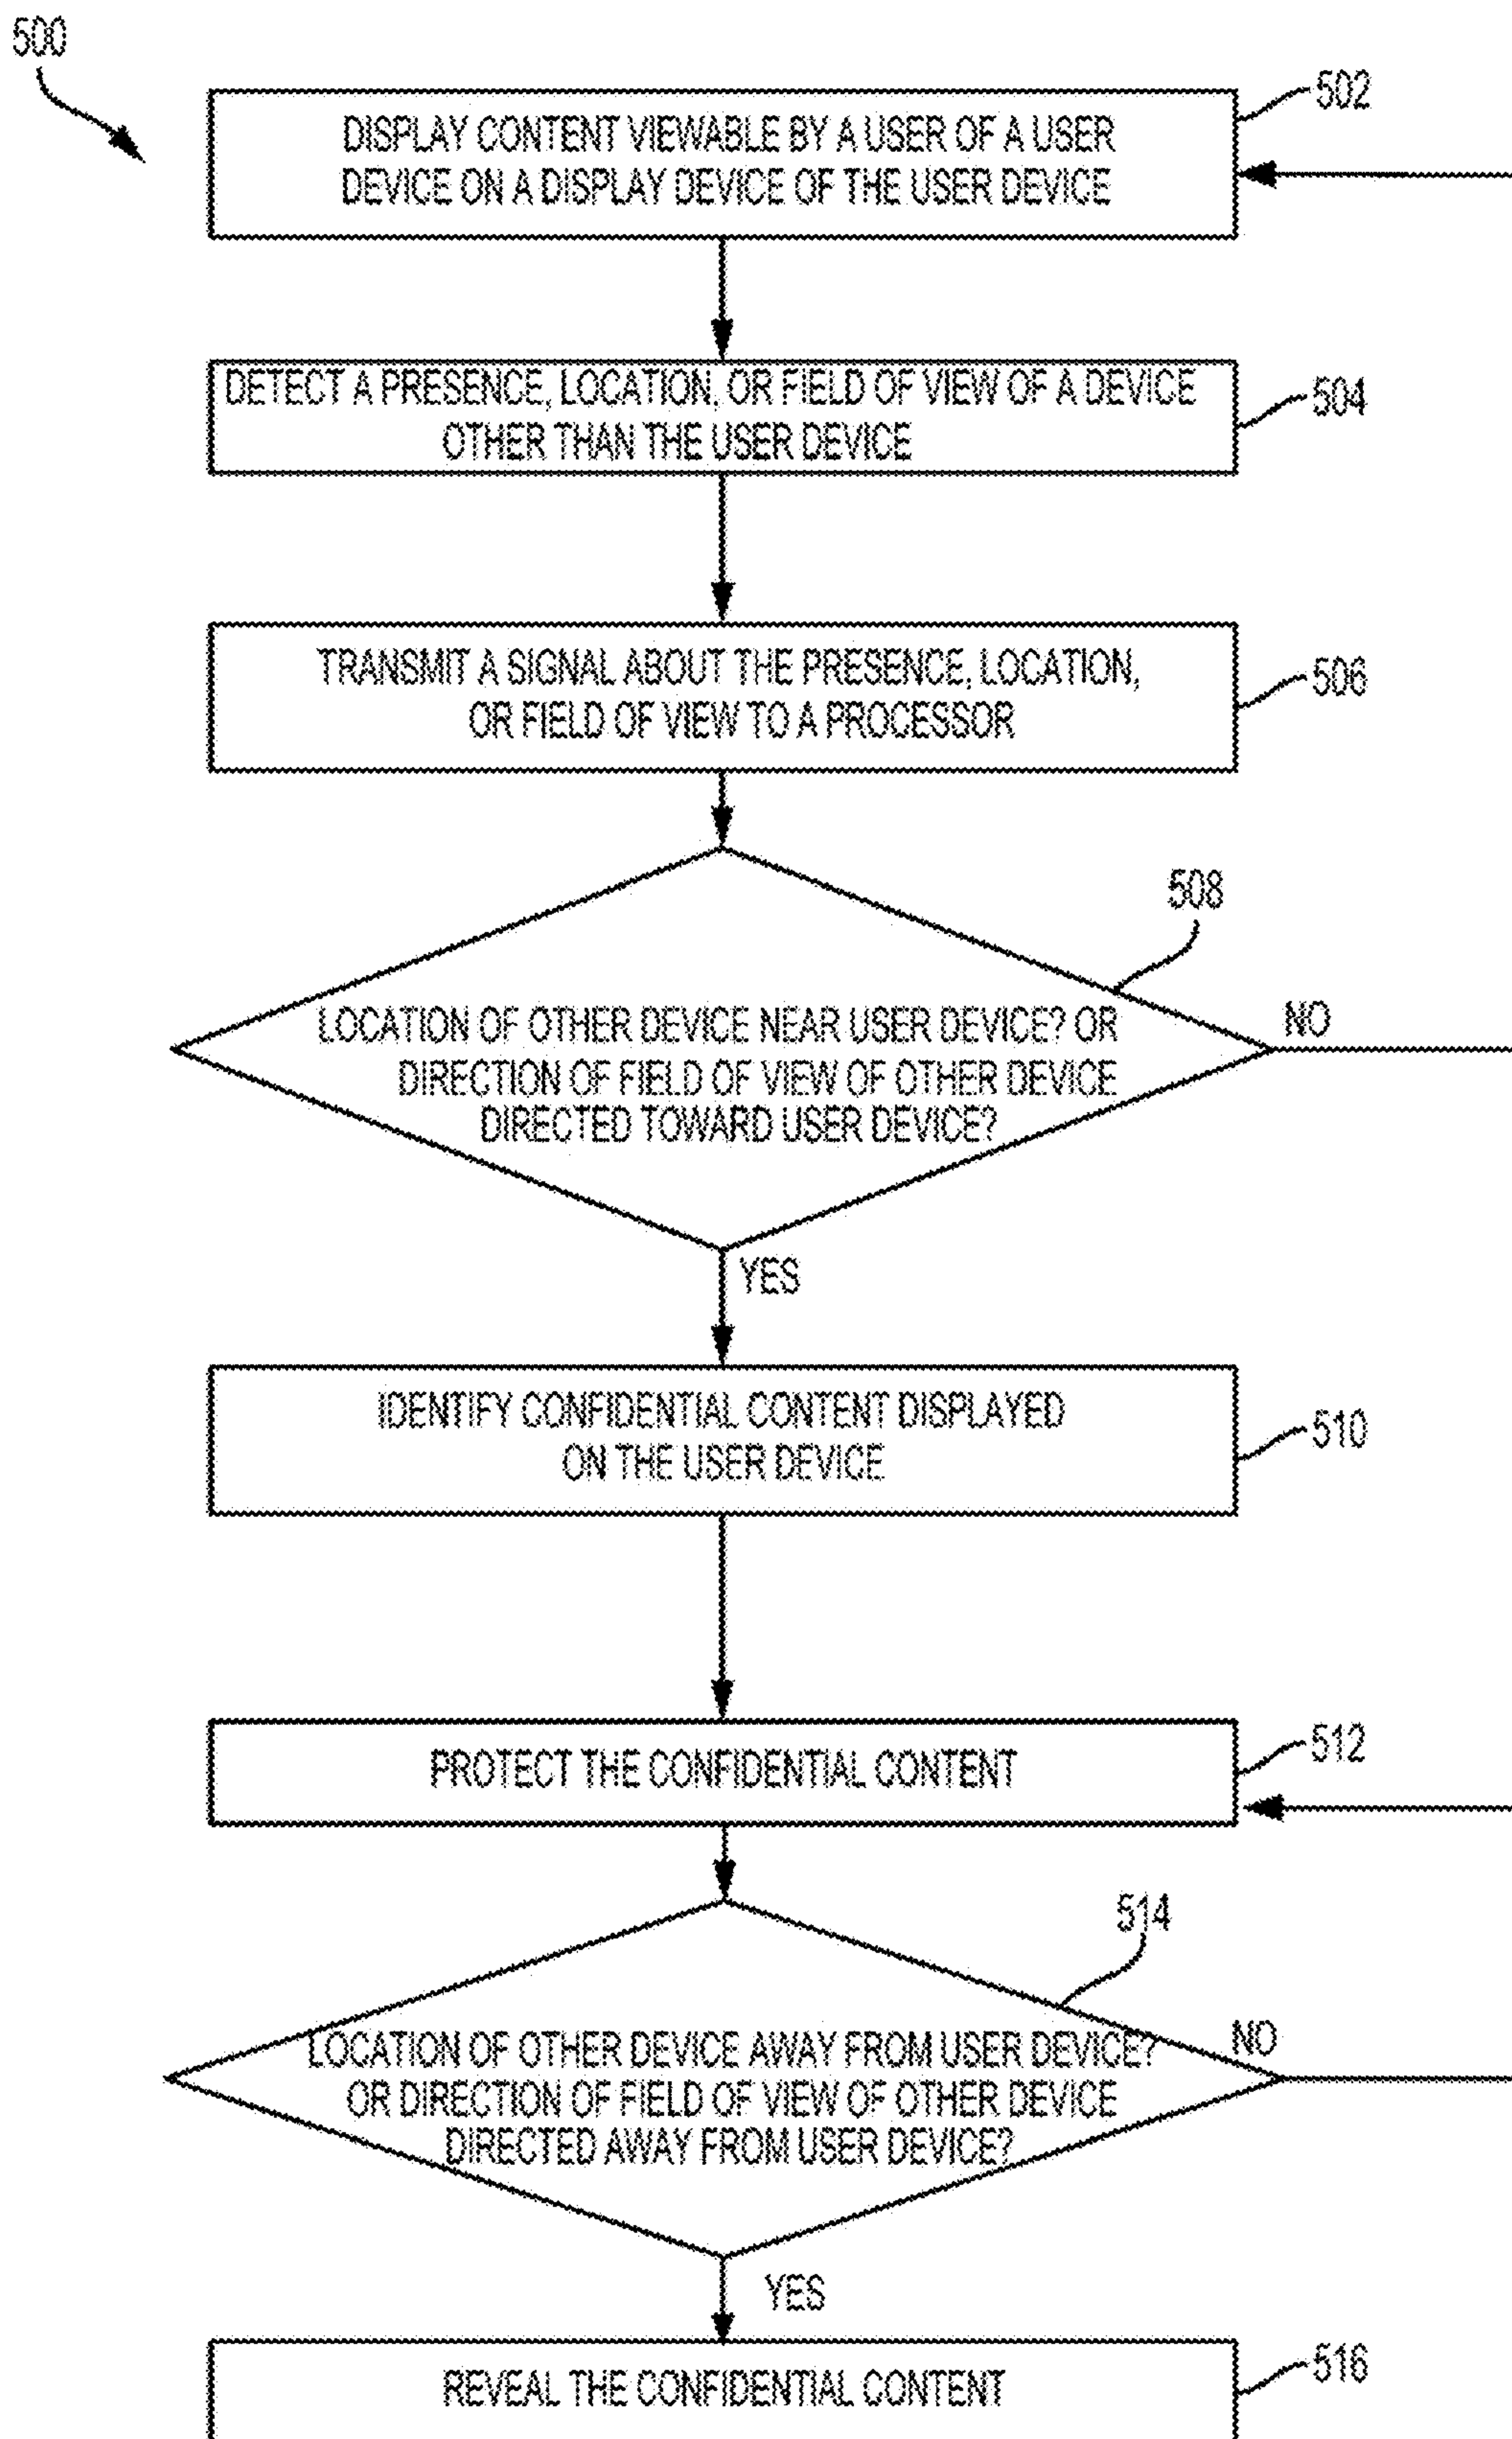 500
502
DISPLAY CONTENT VIEWABLE BY A USER OF A USER
DEVICE ON A DISPLAY DEVICE OF THE USER DEVICE
DETECT A PRESENCE, LOCATION, OR FIELD OF VIEW OF A DEVICE
OTHER THAN THE USER DEVICE
504
TRANSMIT A SIGNAL ABOUT THE PRESENCE, LOCATION,
OR FIELD OF VIEW TO A PROCESSOR
506
508
LOCATION OF OTHER DEVICE NEAR USER DEVICE? OR
DIRECTION OF FIELD OF VIEW OF OTHER DEVICE
DIRECTED TOWARD USER DEVICE?
NO
YES
IDENTIFY CONFIDENTIAL CONTENT DISPLAYED
ON THE USER DEVICE
510
PROTECT THE CONFIDENTIAL CONTENT
512
514
LOCATION OF OTHER DEVICE AWAY FROM USER DEVICE?
OR DIRECTION OF FIELD OF VIEW OF OTHER DEVICE
DIRECTED AWAY FROM USER DEVICE?
NO
YES
REVEAL THE CONFIDENTIAL CONTENT
516